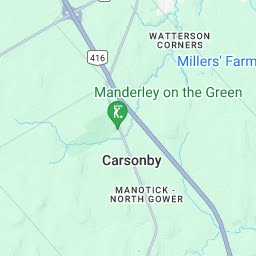 WATTERSON
CORNERS
416
Millers' Farm
Manderley on the Green
Carsonby
MANOTICK -
NORTH GOWER